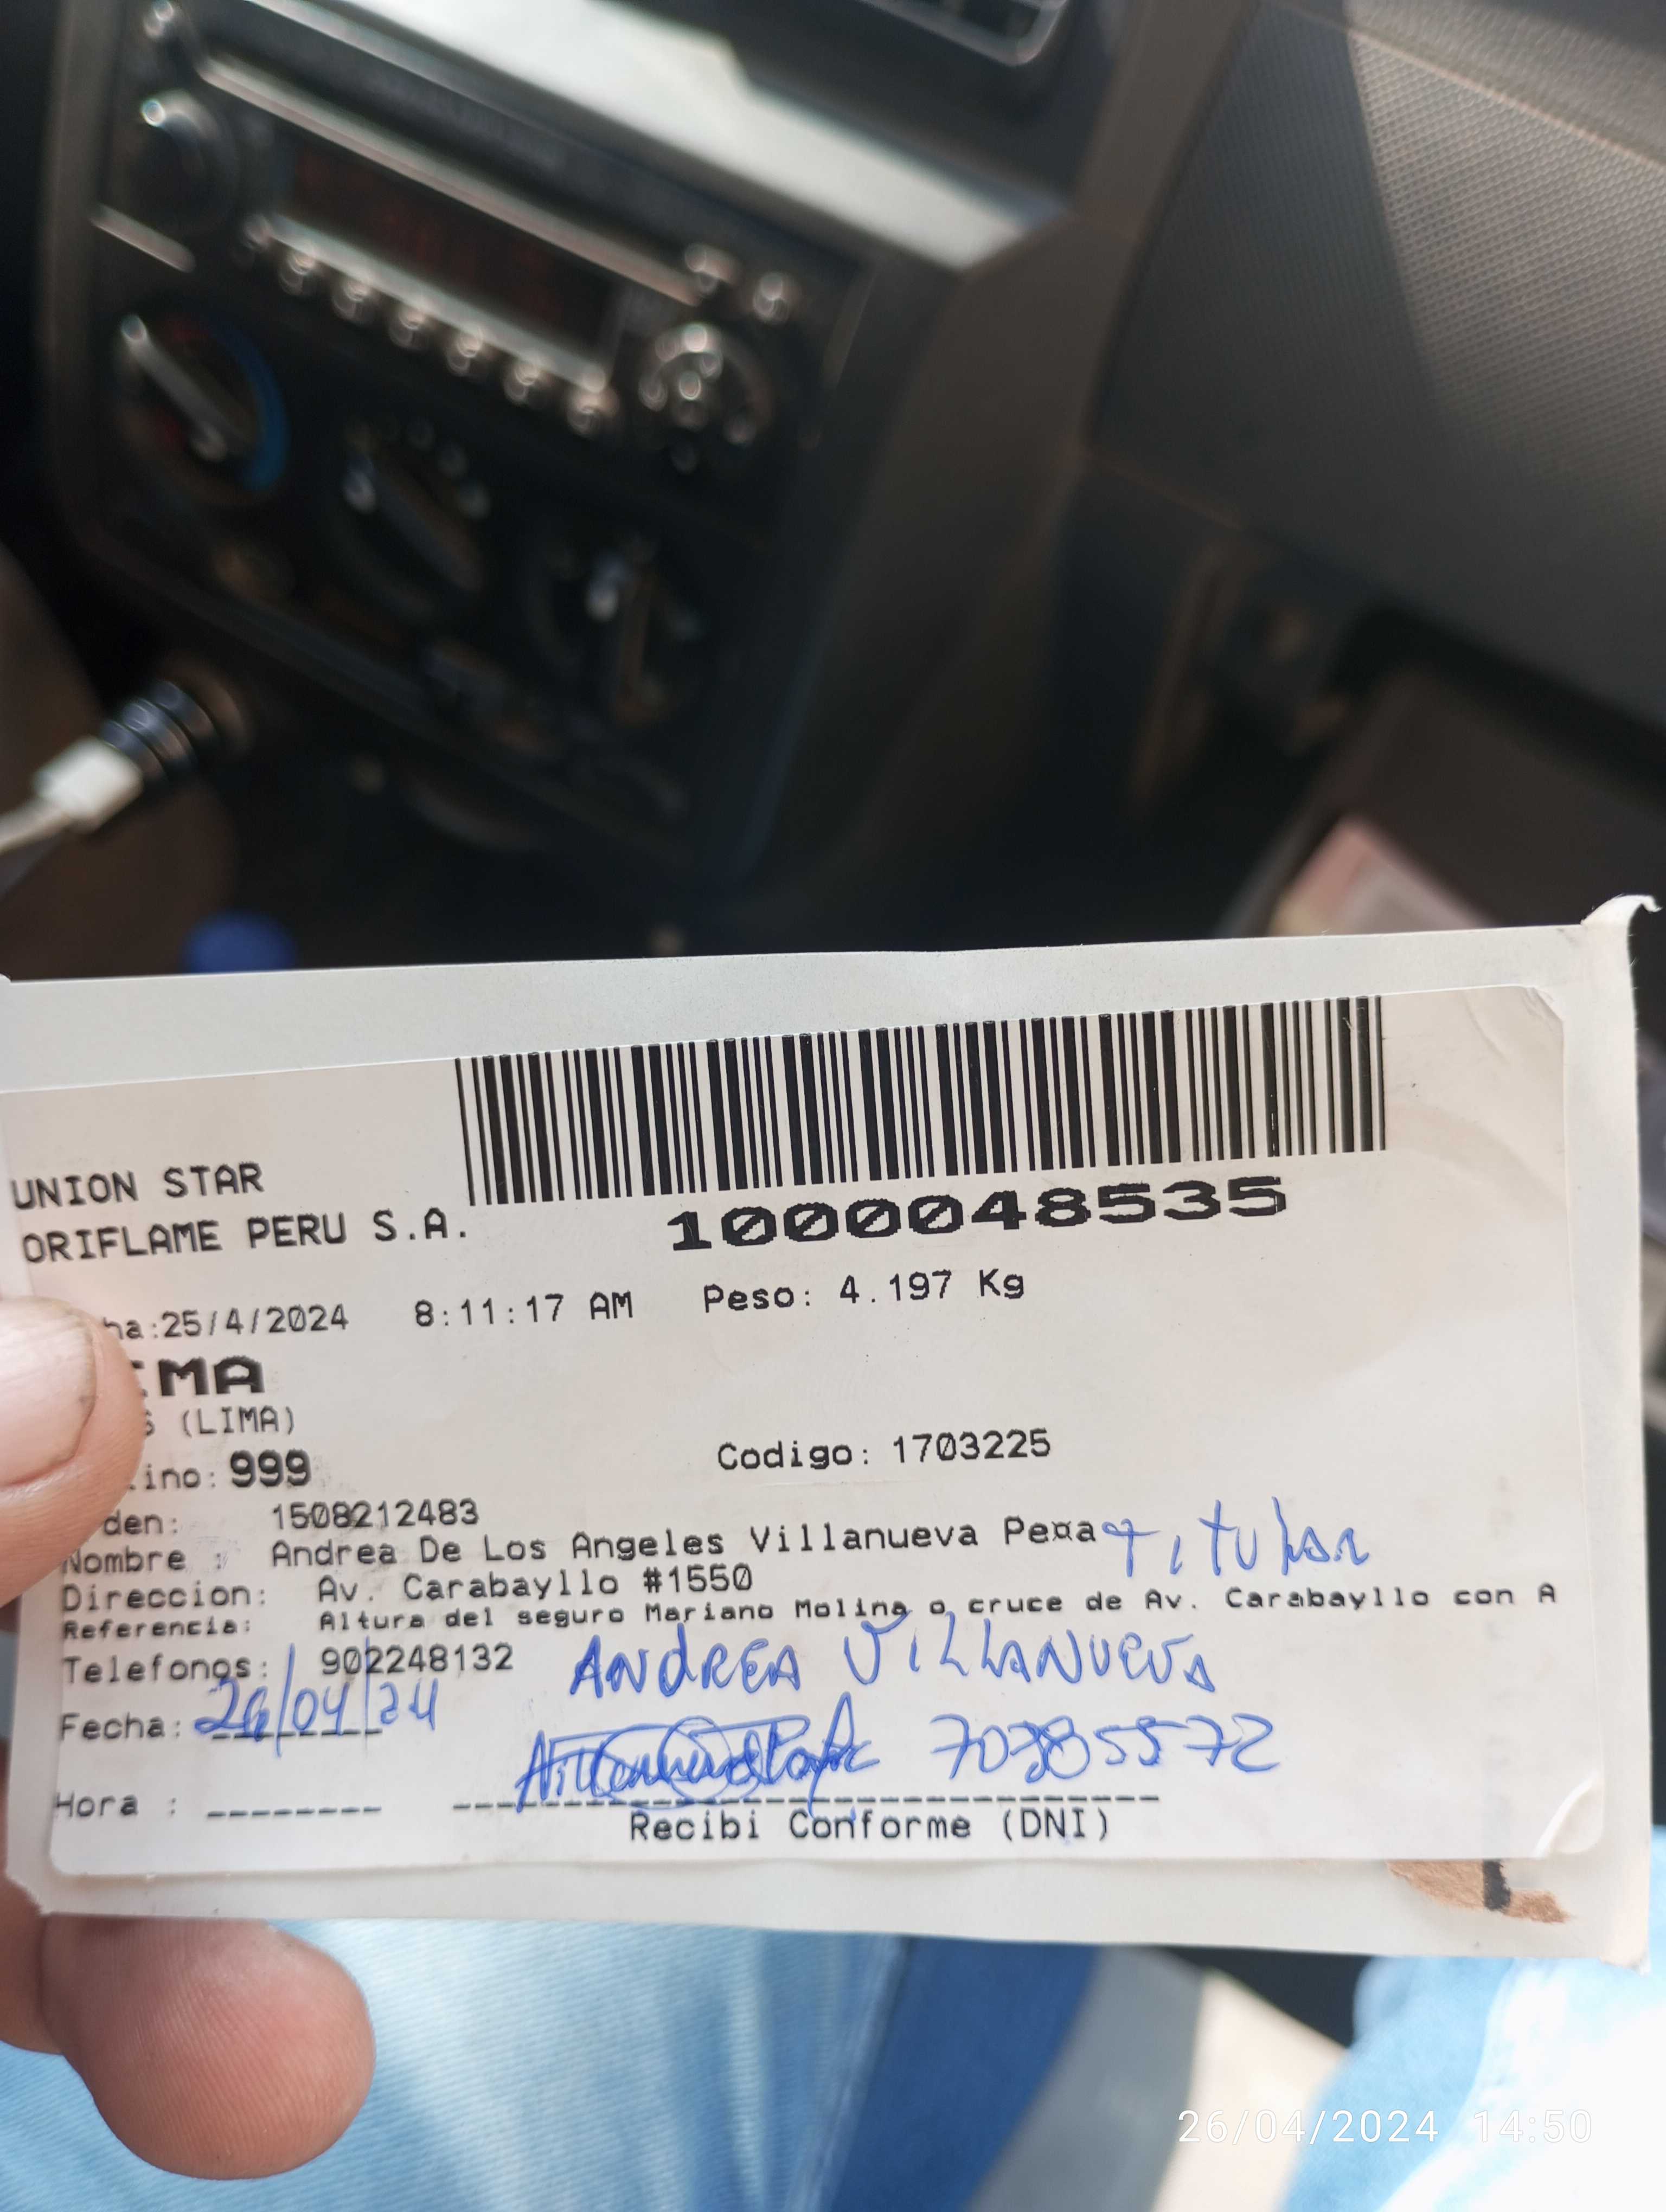 UNION STAR
ORIFLAME PERU S.A.
1000048535
ha:25/4/2024 8:11:17 AM Peso: 4.197 Kg
IMA
S (LIMA)
ino: 999 Codigo: 1703225
den: 1508212483
Nombre : Andrea De Los Angeles Villanueva Pe¤a Titular
Direccion: Av. Carabayllo #1550
Referencia: Altura del seguro Mariano Molina o cruce de Av. Carabayllo con A
Telefonos: 902248132 ANDREA VILLANUEVA
Fecha: 26/04/24
70785572
Hora : --------
Recibi Conforme (DNI)
26/04/2024 14:50